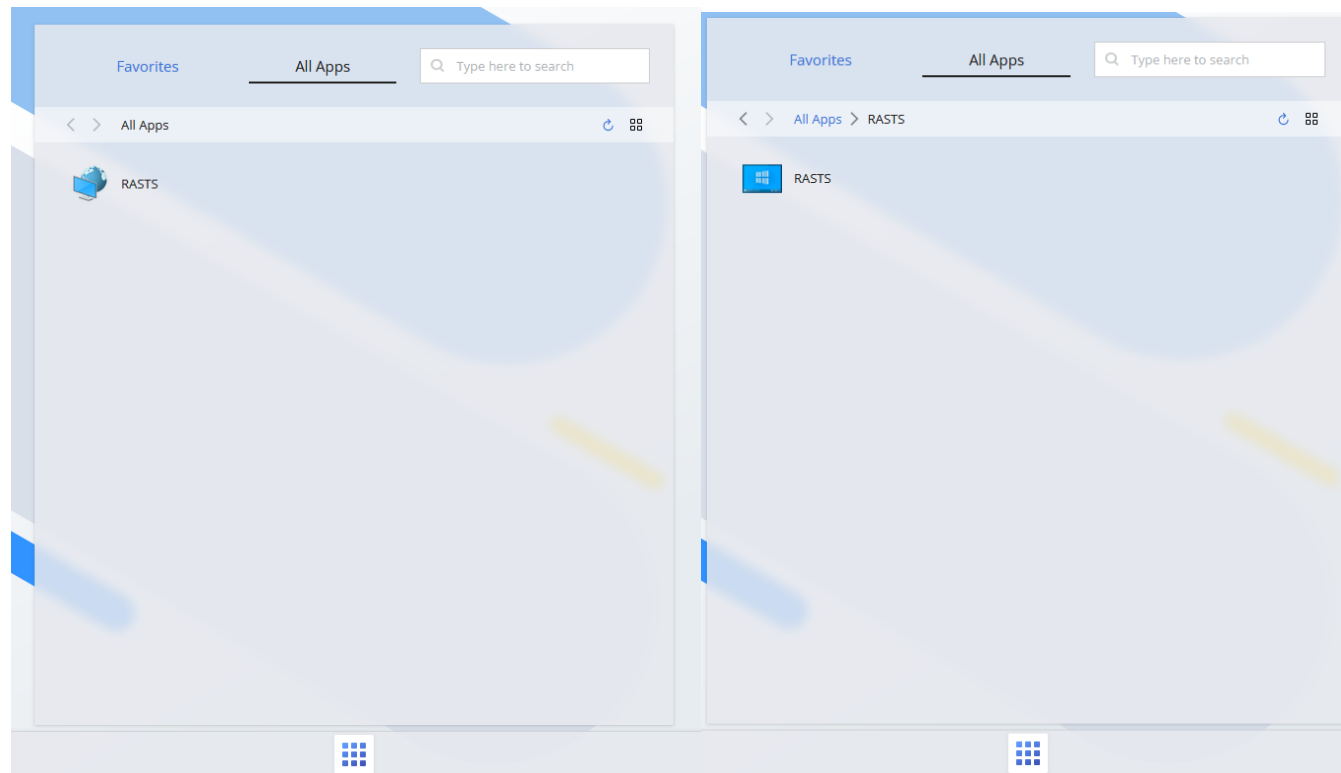 Favorites
All Apps
Type here to search
All Apps
RASTS
Favorites
All Apps
Type here to search
All Apps > RASTS
RASTS